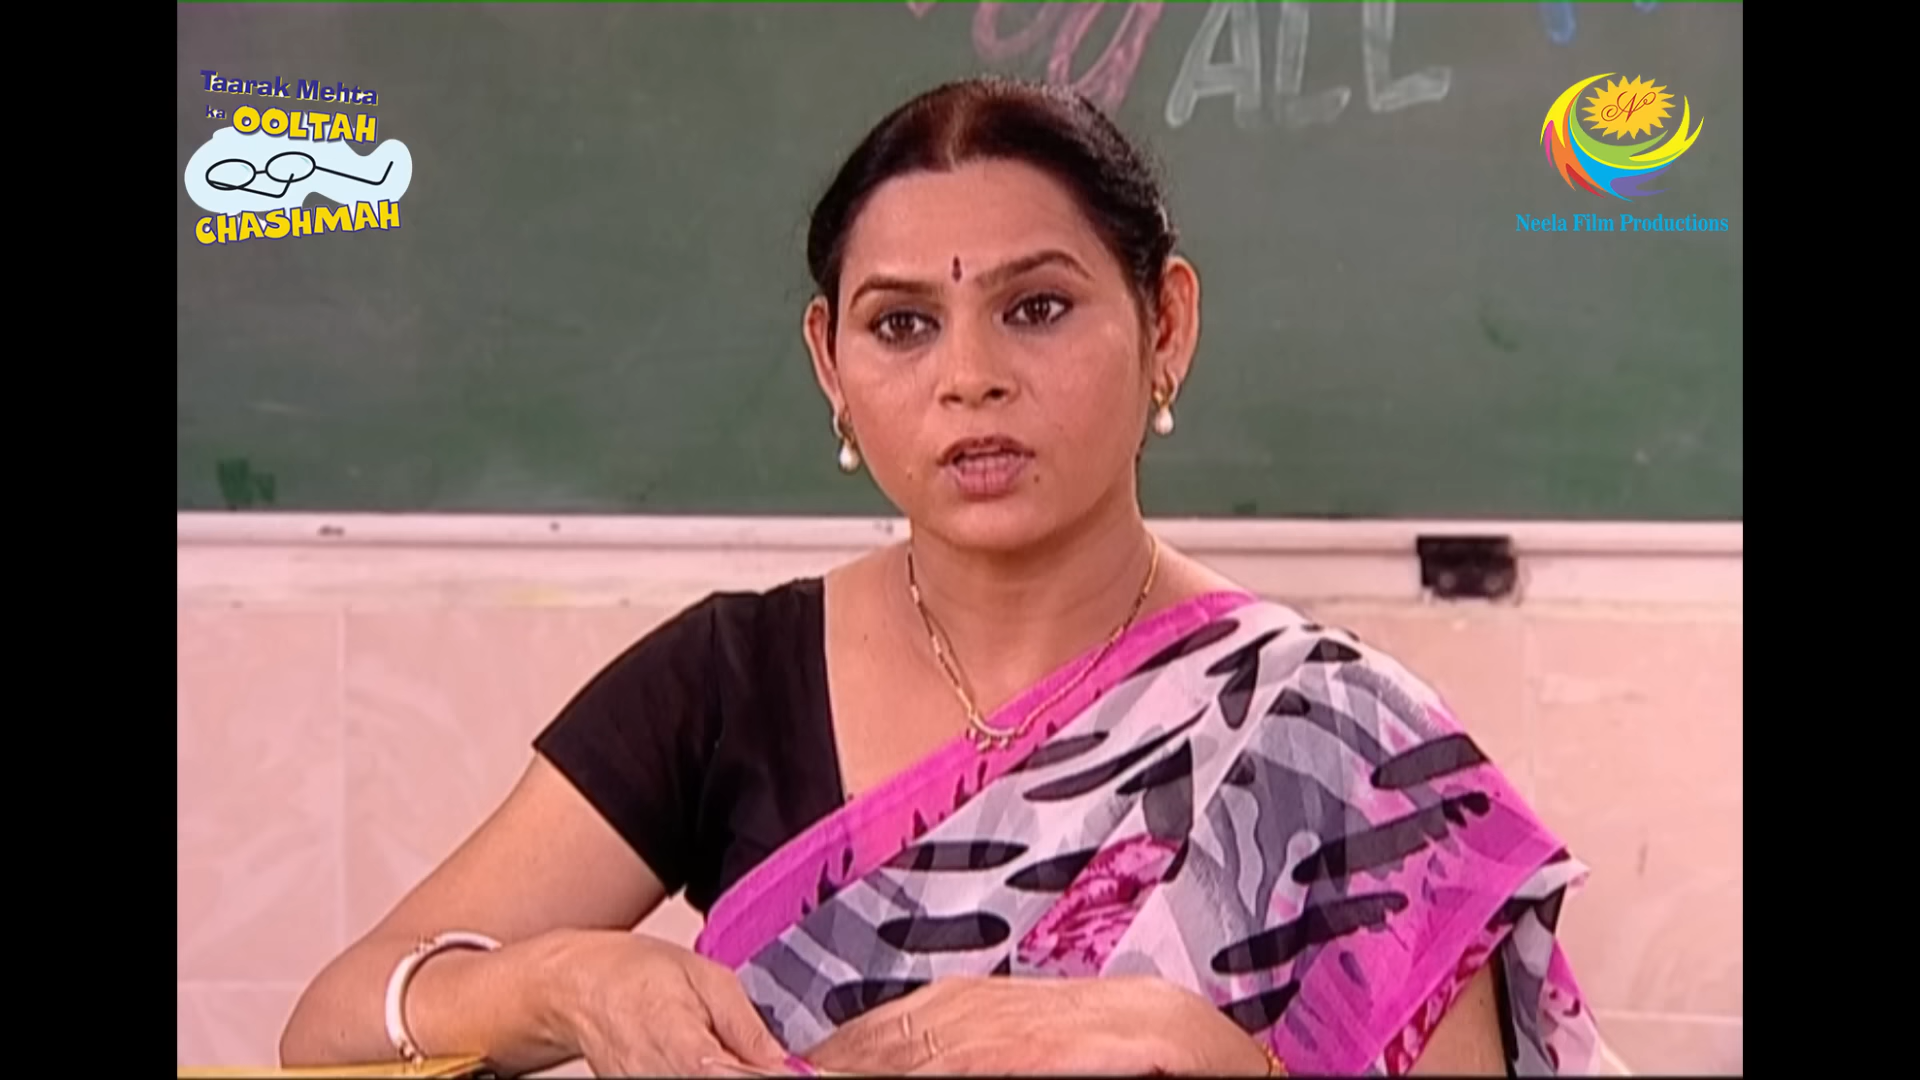 Taarak Mehta
ka OOLTAH
CHASHMAH
N
Neela Film Productions
ALL